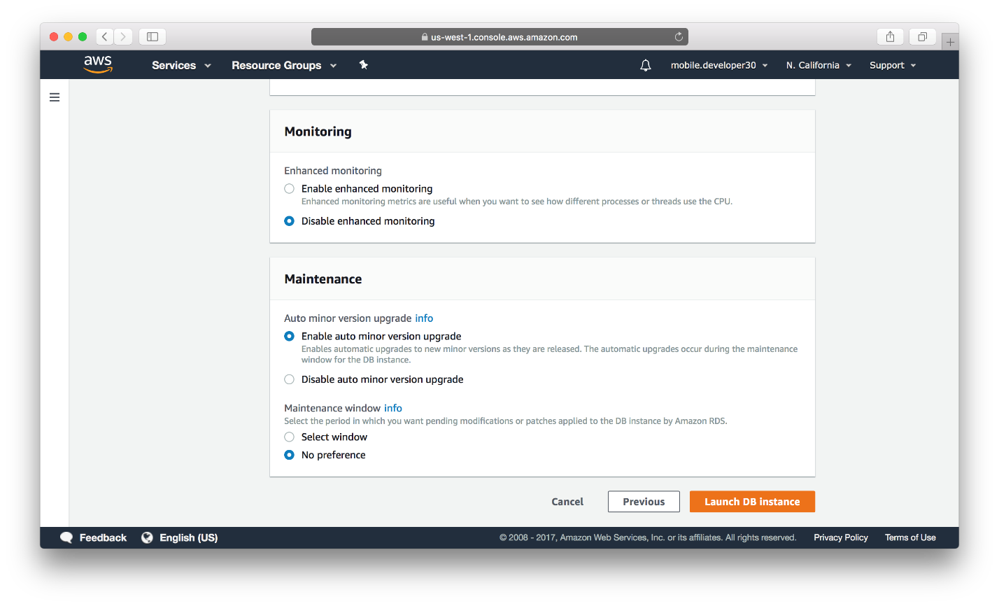 us-west-1.console.aws.amazon.com
aws
Services
Resource Groups
mobile.developer30
N. California
Support
Monitoring
Enhanced monitoring
Enable enhanced monitoring
Enhanced monitoring metrics are useful when you want to see how different processes or threads use the CPU.
Disable enhanced monitoring
Maintenance
Auto minor version upgrade info
Enable auto minor version upgrade
Enables automatic upgrades to new minor versions as they are released. The automatic upgrades occur during the maintenance
window for the DB instance.
Disable auto minor version upgrade
Maintenance window info
Select the period in which you want pending modifications or patches applied to the DB instance by Amazon RDS.
Select window
No preference
Cancel
Previous
Launch DB instance
Feedback
English (US)
© 2008 - 2017, Amazon Web Services, Inc. or its affiliates. All rights reserved.
Privacy Policy
Terms of Use